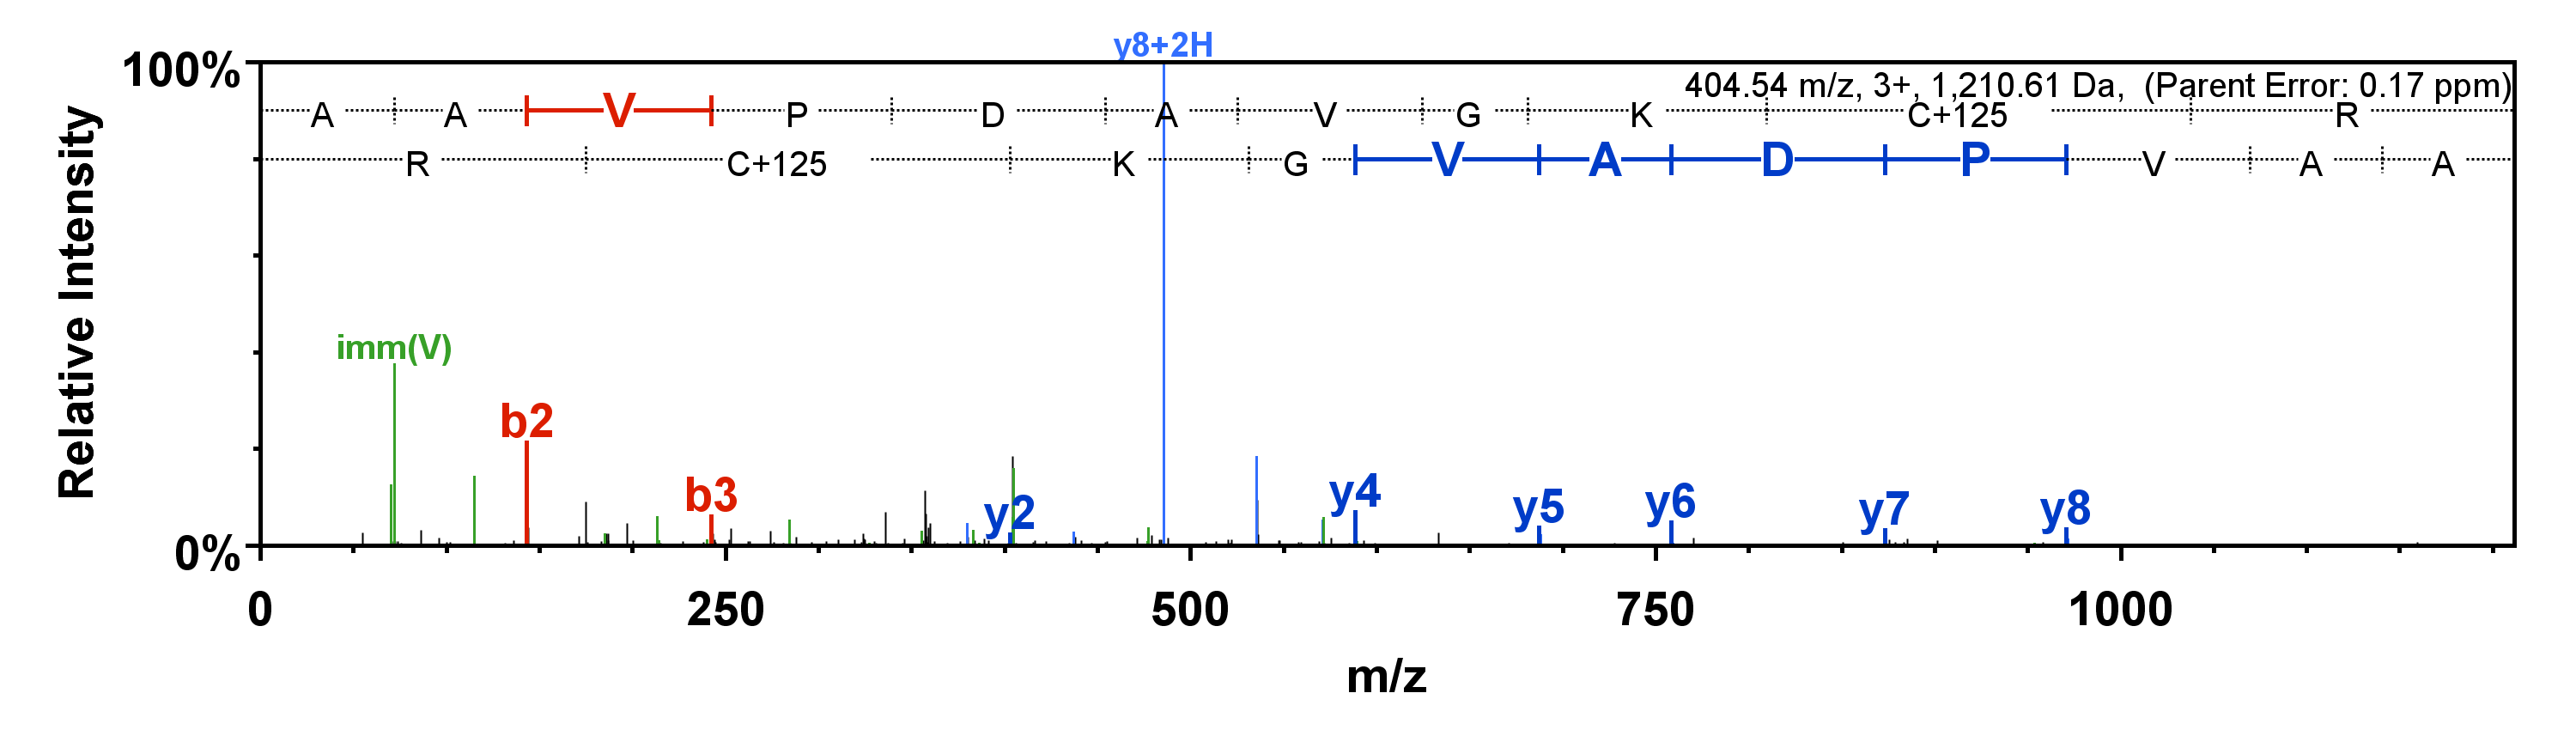 y8+2H
100%
404.54 m/z, 3+, 1,210.61 Da, (Parent Error: 0.17 ppm)
A A V P D A V G K C+125 R
R C+125 K G V A D P V A A
Relative Intensity
imm(V)
b2
b3
y2
y4
y5
y6
y7
y8
0%
0 250 500 750 1000
m/z